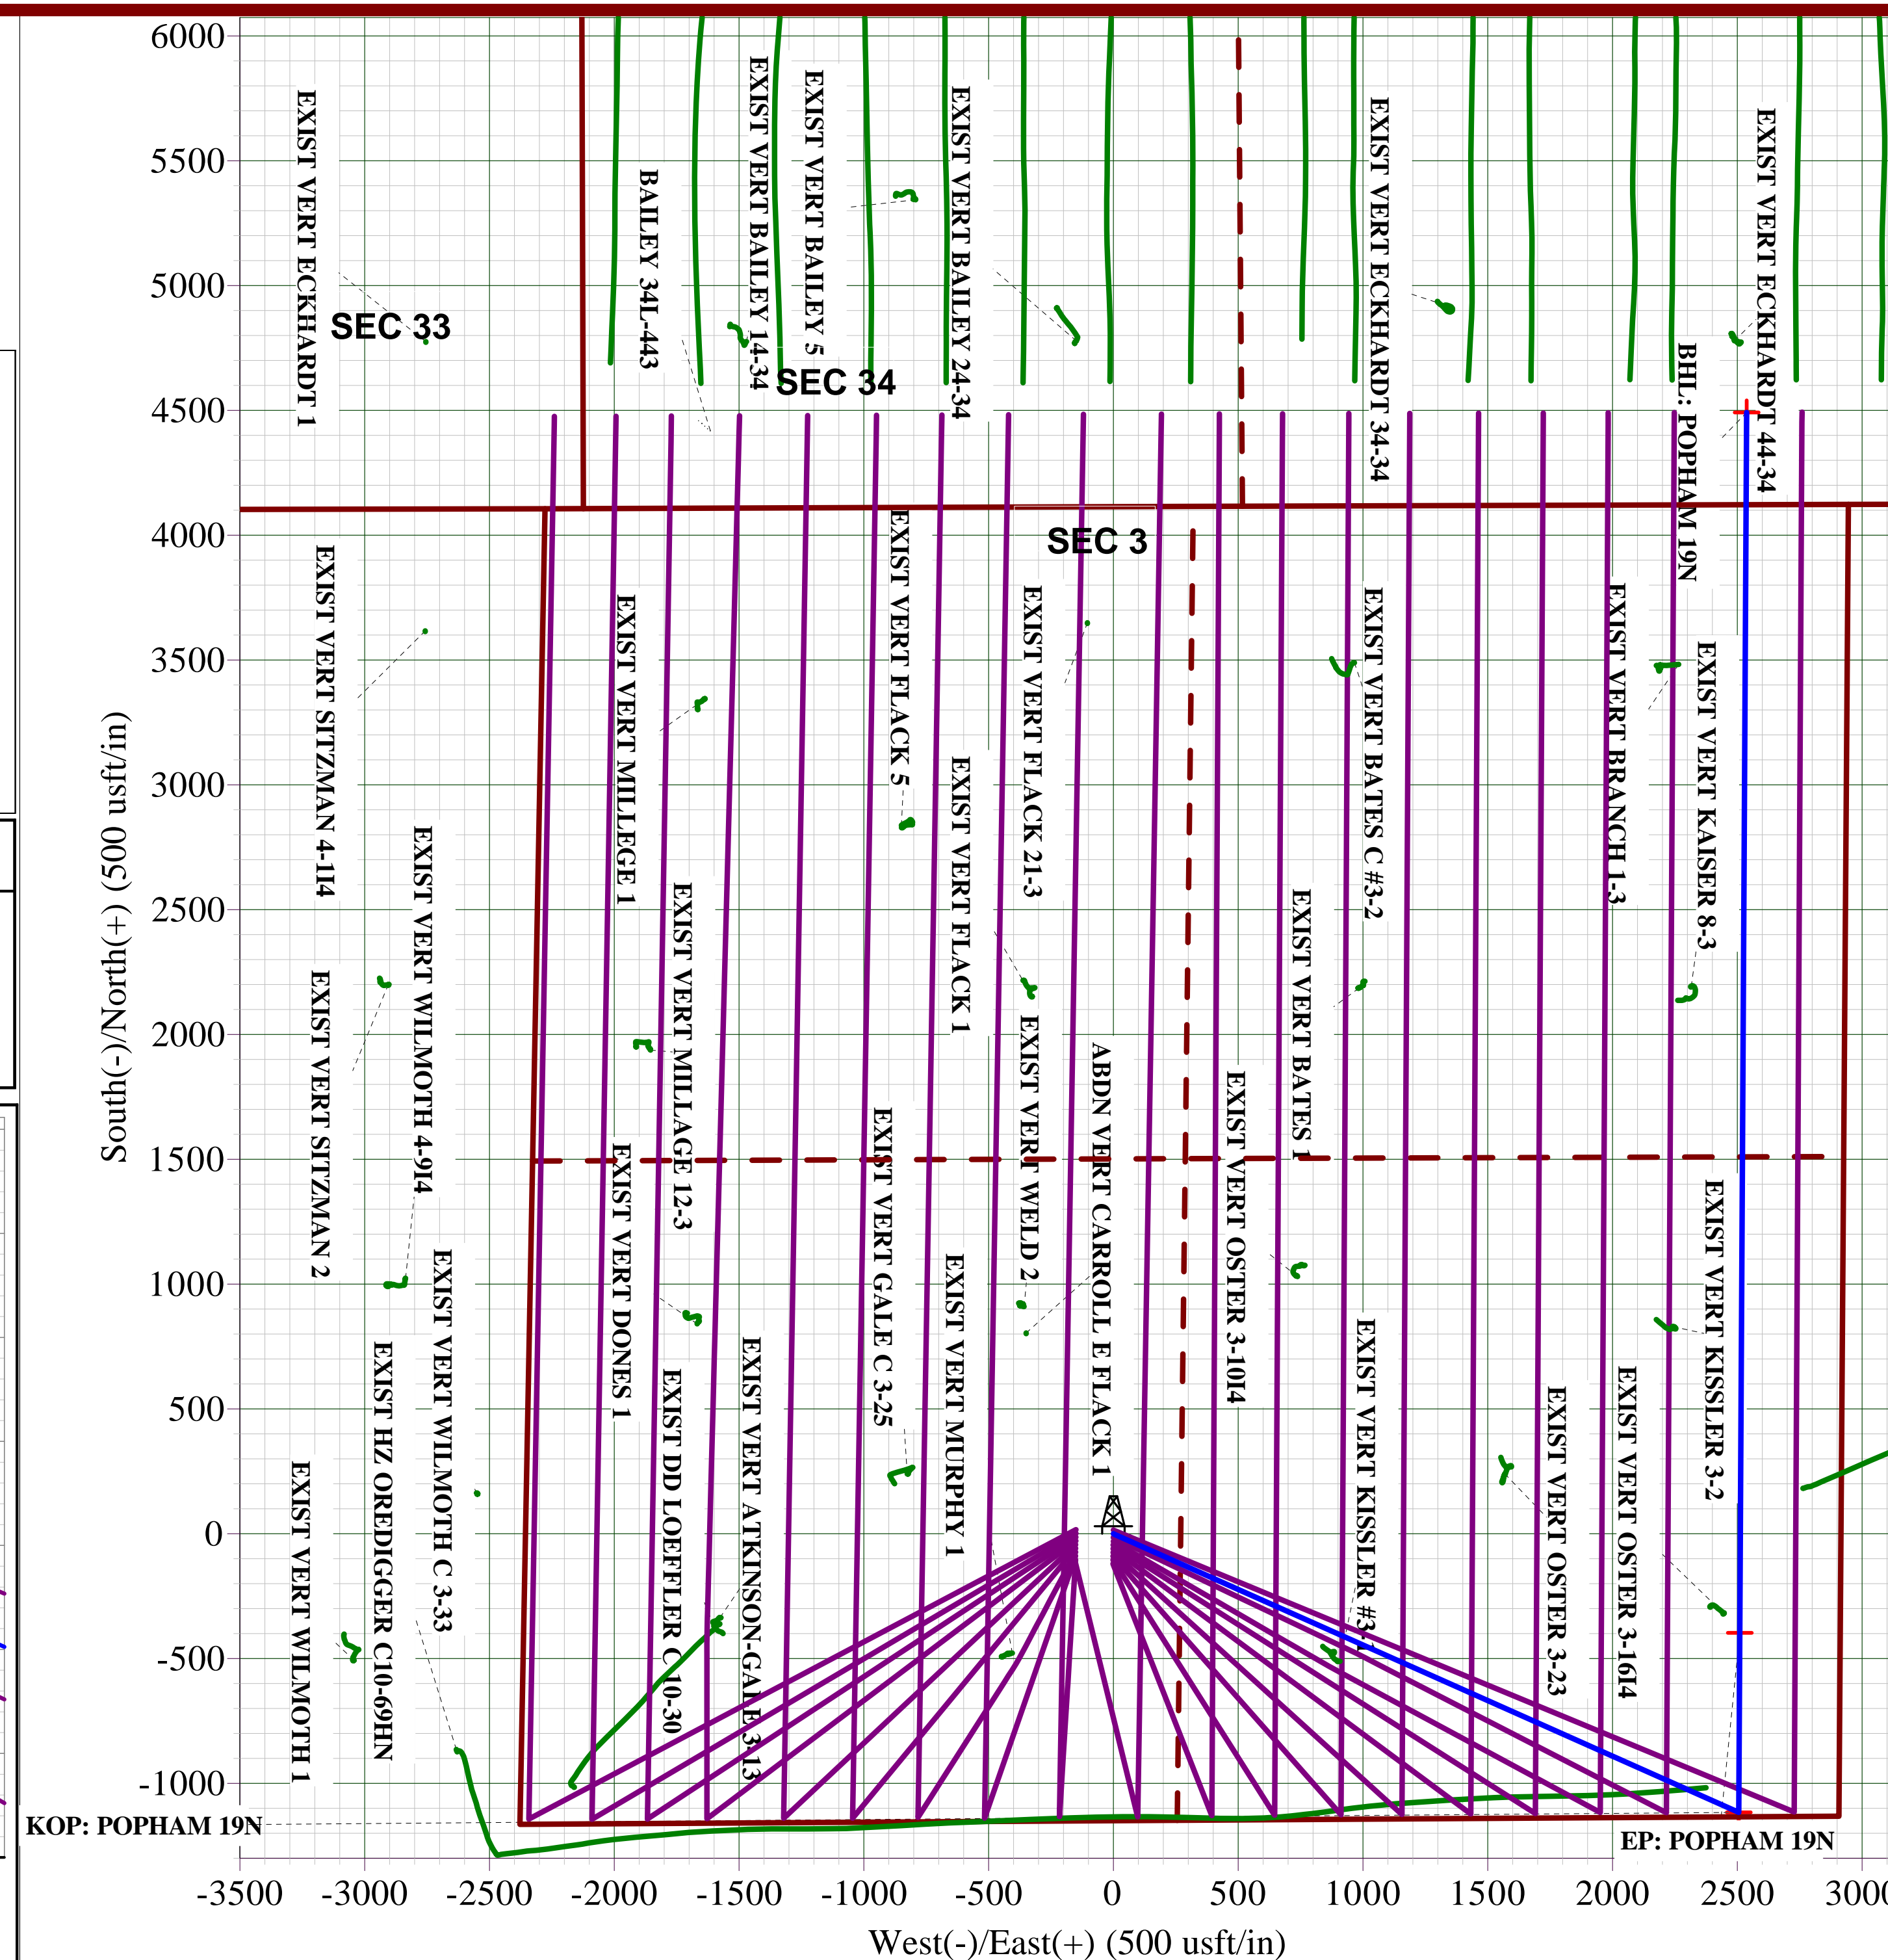 6000
5500
5000
4500
4000
3500
3000
2500
2000
1500
1000
500
0
-500
-1000
South(-)/North(+) (500 usft/in)
EXIST VERT ECKHARDT 1
BAILEY 34L-443
EXIST VERT BAILEY 14-34
EXIST VERT BAILEY 5
EXIST VERT BAILEY 24-34
EXIST VERT ECKHARDT 34-34
EXIST VERT ECKHARDT 44-34
BHL: POPHAM 19N
SEC 33
SEC 34
SEC 3
EXIST VERT SITZMAN 4-1I4
EXIST VERT MILLEGE 1
EXIST VERT FLACK 5
EXIST VERT FLACK 21-3
EXIST VERT BATES C #3-2
EXIST VERT BRANCH 1-3
EXIST VERT KAISER 8-3
EXIST VERT WILMOTH 4-9I4
EXIST VERT MILLAGE 12-3
EXIST VERT FLACK 1
EXIST VERT BATES 1
EXIST VERT SITZMAN 2
EXIST VERT DONES 1
EXIST VERT GALE C 3-25
EXIST VERT WELD 2
ABDN VERT CARROLL E FLACK 1
EXIST VERT OSTER 3-10I4
EXIST VERT KISSLER 3-2
EXIST VERT WILMOTH C 3-33
EXIST HZ OREDIGGER C10-69HN
EXIST VERT WILMOTH 1
EXIST DD LOEFFLER C 10-30
EXIST VERT ATKINSON-GALE 3-13
EXIST VERT MURPHY 1
EXIST VERT KISSLER #3-1
EXIST VERT OSTER 3-23
EXIST VERT OSTER 3-16I4
KOP: POPHAM 19N
EP: POPHAM 19N
-3500 -3000 -2500 -2000 -1500 -1000 -500 0 500 1000 1500 2000 2500 3000
West(-)/East(+) (500 usft/in)